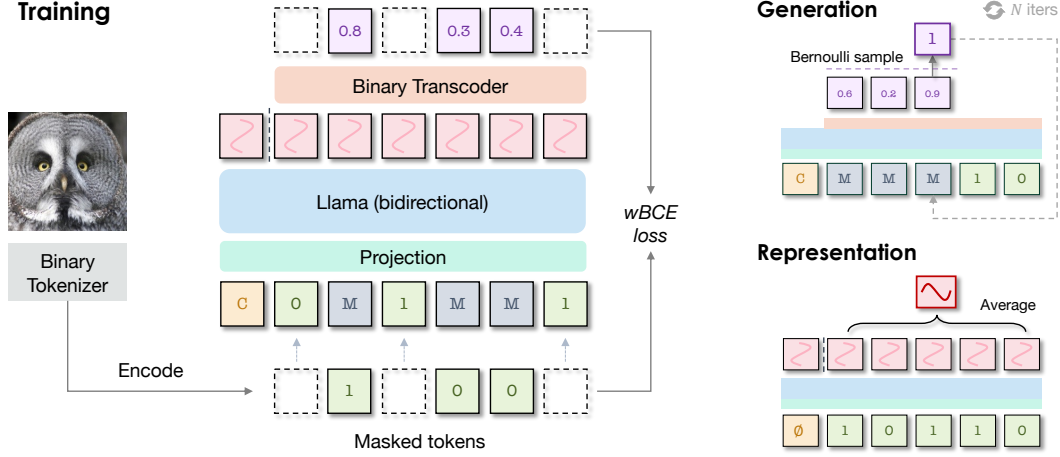 Training
0.8 0.3 0.4
Binary Transcoder
Llama (bidirectional)
Projection
C 0 M 1 M M 1
Binary
Tokenizer
Encode
1 0 0
Masked tokens
wBCE
loss
Generation
N iters
1
Bernoulli sample
0.6 0.2 0.9
C M M M 1 0
Representation
Average
Ø 1 0 1 1 0